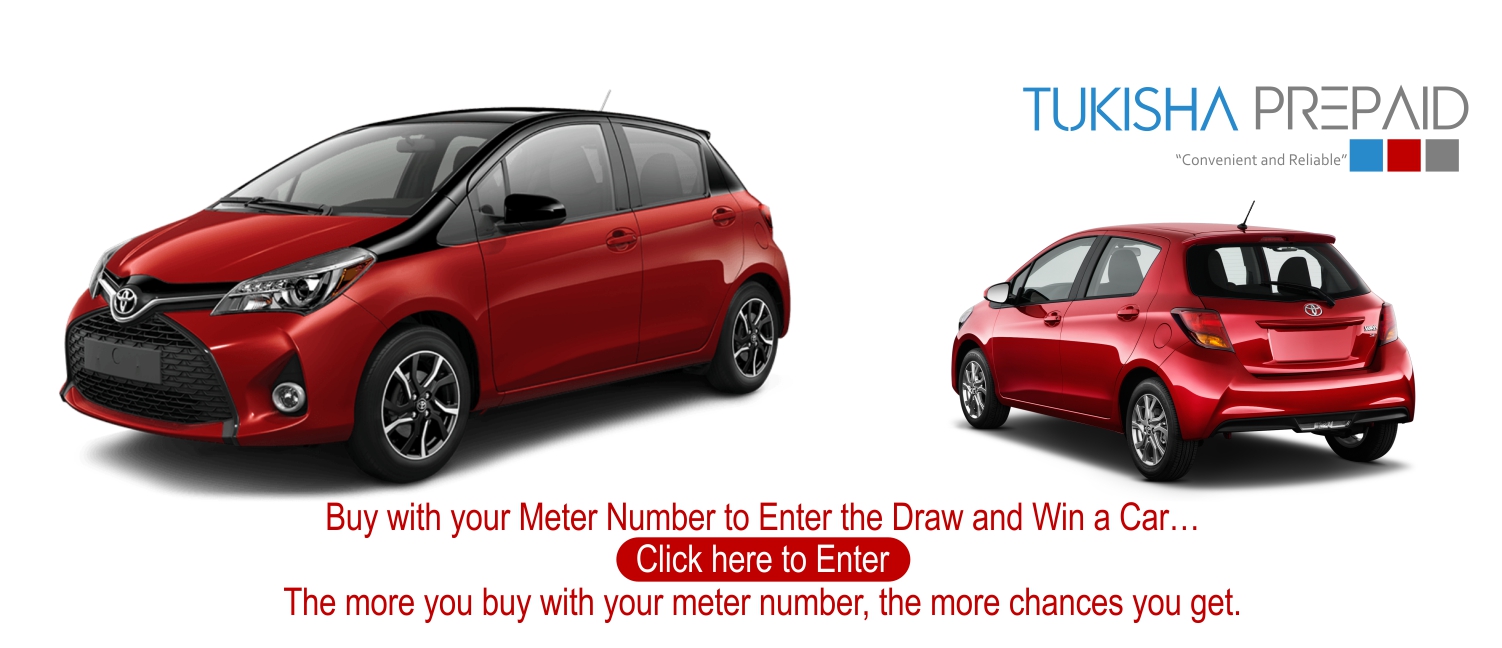 TUKISHA PREPAID
"Convenient and Reliable"
Buy with your Meter Number to Enter the Draw and Win a Car...
Click here to Enter
The more you buy with your meter number, the more chances you get.